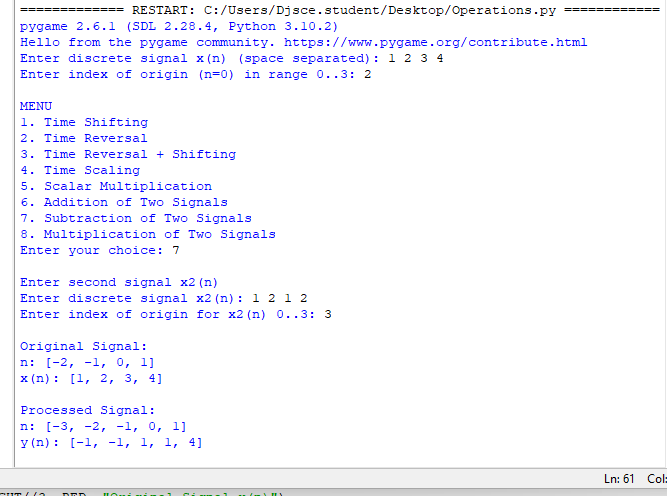 ============= RESTART: C:/Users/Djsce.student/Desktop/Operations.py ============
pygame 2.6.1 (SDL 2.28.4, Python 3.10.2)
Hello from the pygame community. https://www.pygame.org/contribute.html
Enter discrete signal x(n) (space separated): 1 2 3 4
Enter index of origin (n=0) in range 0..3: 2
MENU
1. Time Shifting
2. Time Reversal
3. Time Reversal + Shifting
4. Time Scaling
5. Scalar Multiplication
6. Addition of Two Signals
7. Subtraction of Two Signals
8. Multiplication of Two Signals
Enter your choice: 7
Enter second signal x2(n)
Enter discrete signal x2(n): 1 2 1 2
Enter index of origin for x2(n) 0..3: 3
Original Signal:
n: [-2, -1, 0, 1]
x(n): [1, 2, 3, 4]
Processed Signal:
n: [-3, -2, -1, 0, 1]
y(n): [-1, -1, 1, 1, 4]
Ln: 61 Col: